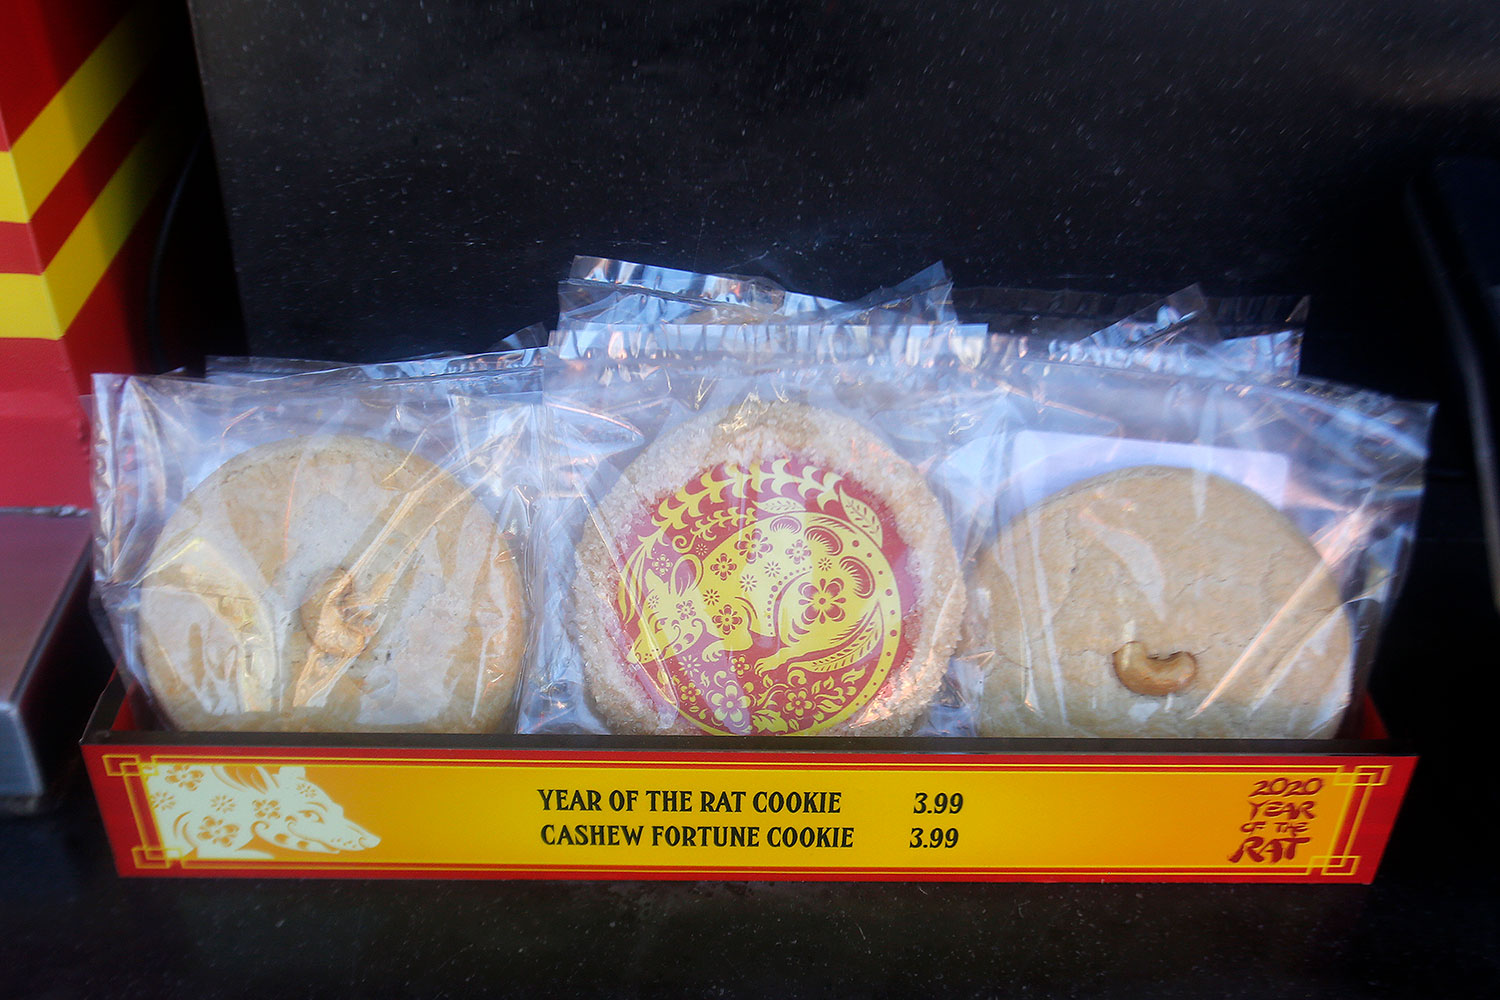 YEAR OF THE RAT COOKIE 3.99
CASHEW FORTUNE COOKIE 3.99
2020
YEAR
OF THE
RAT